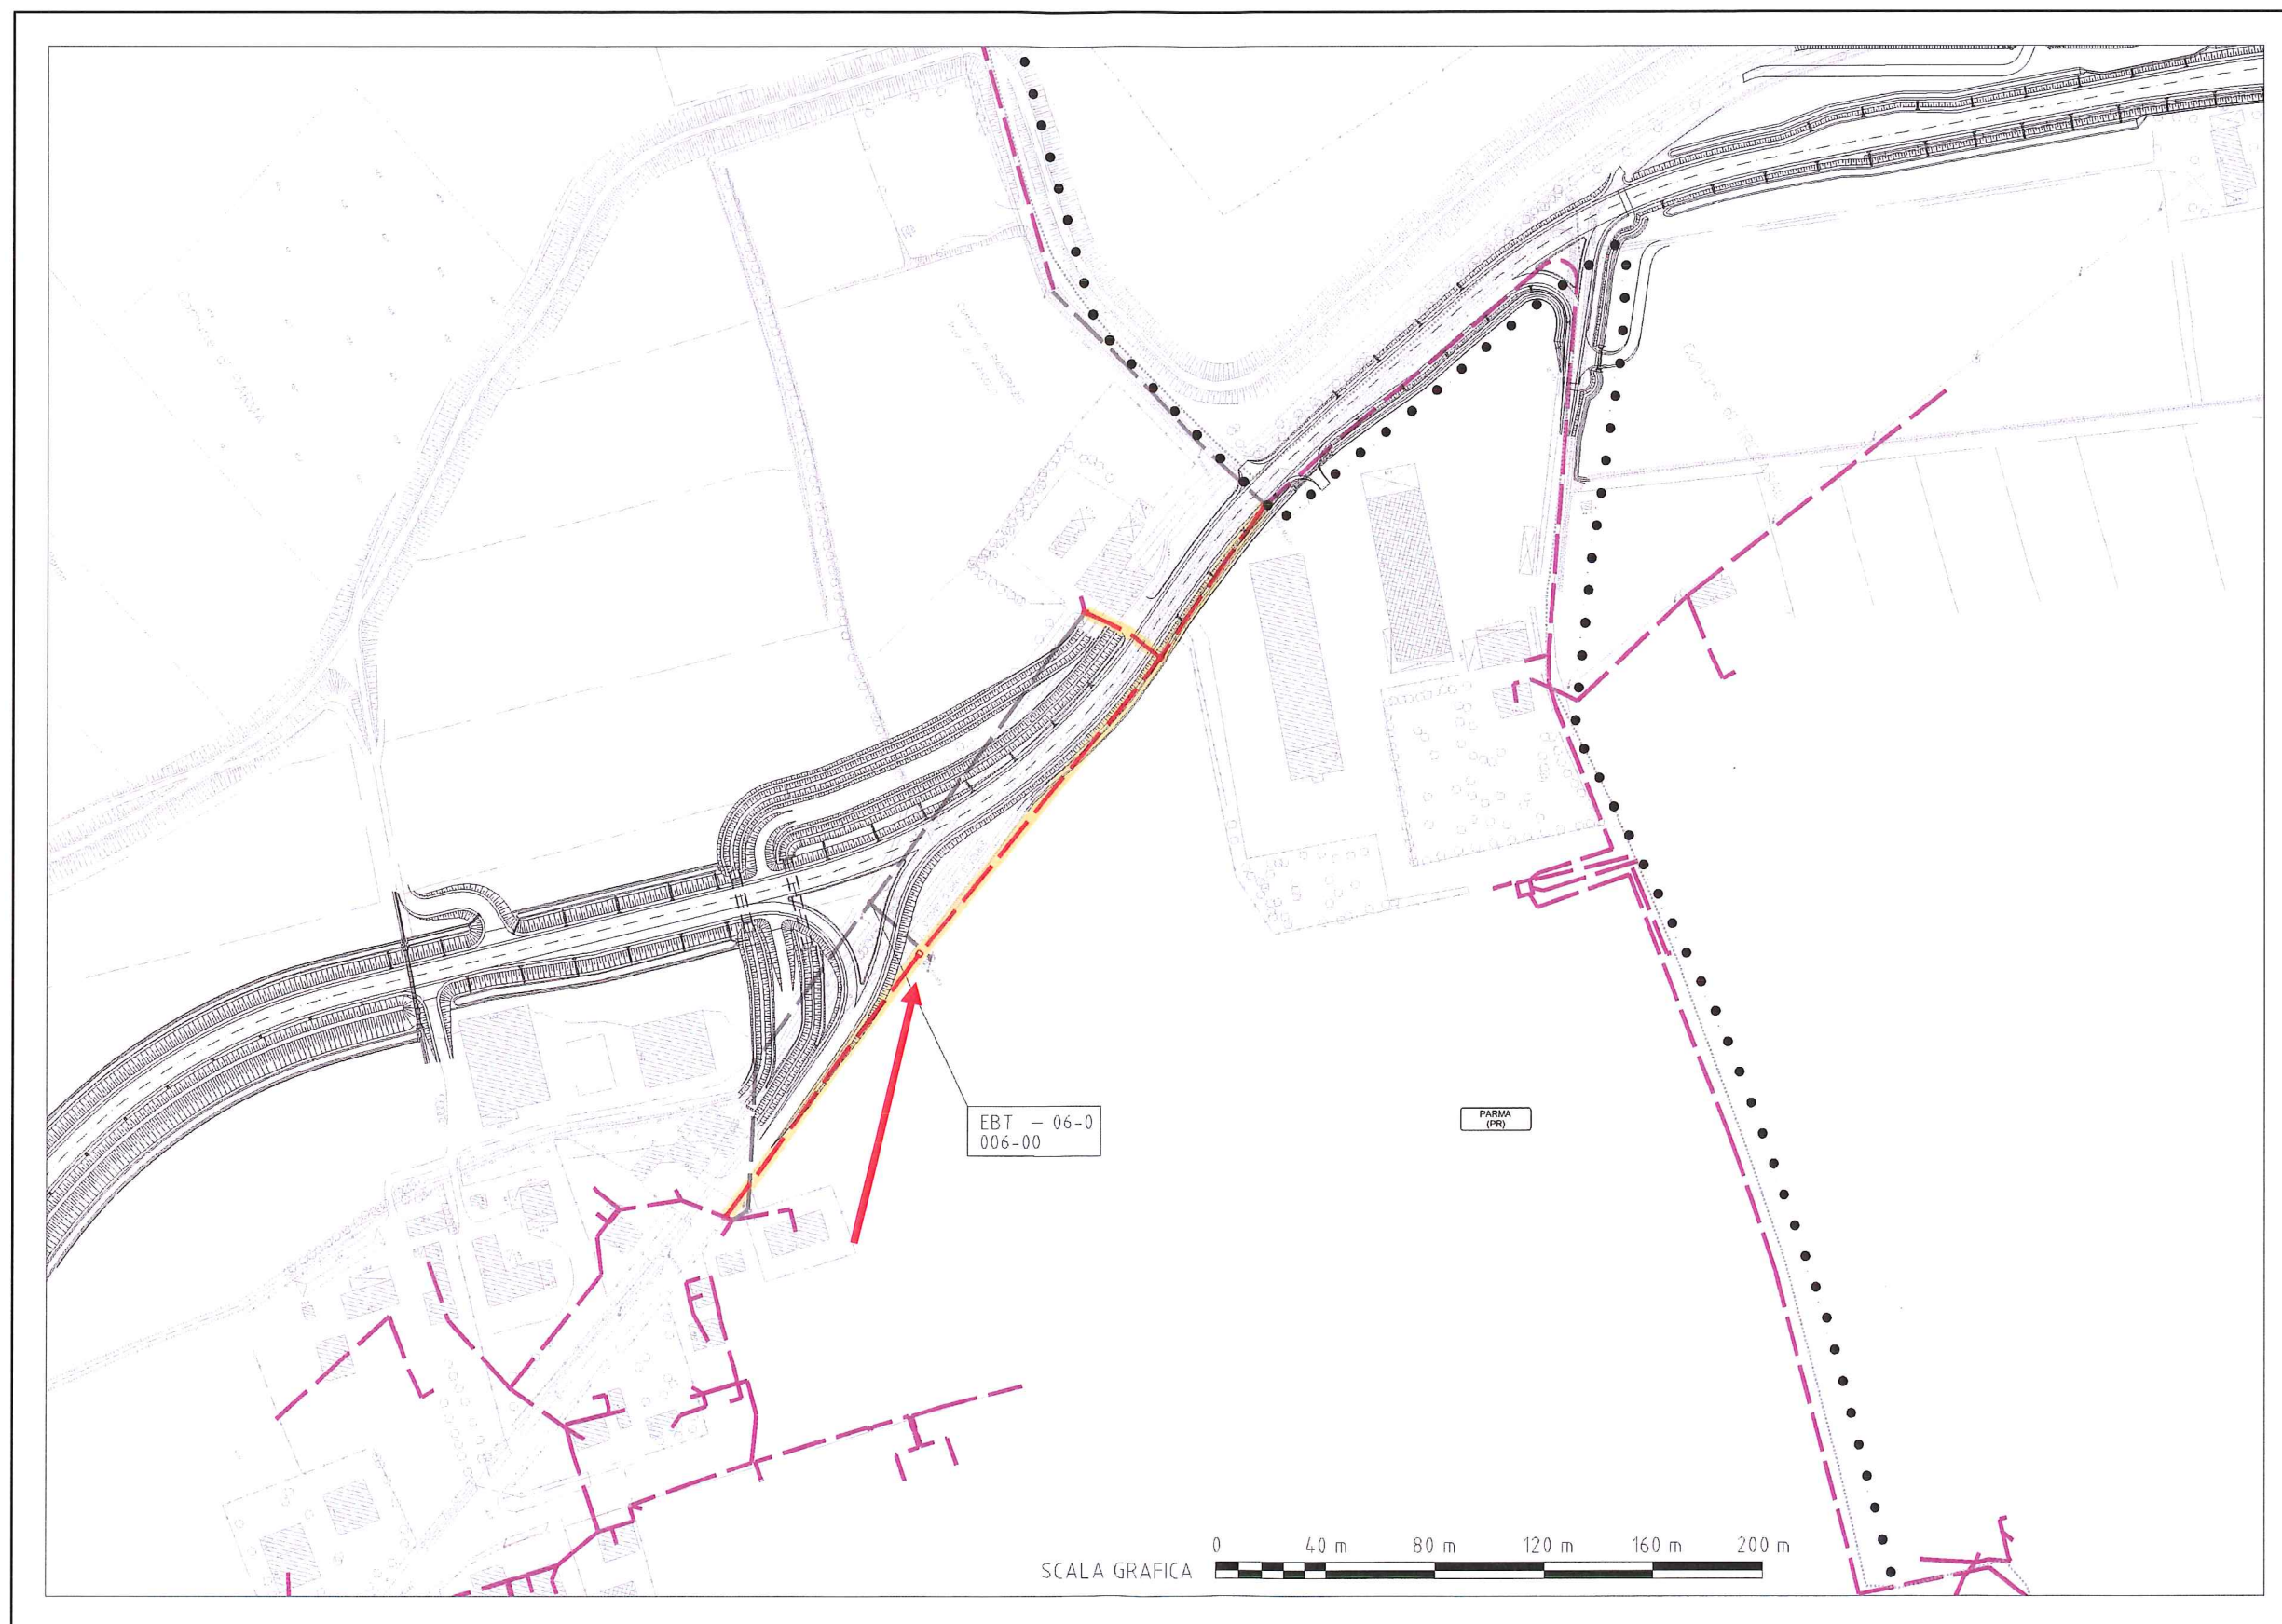 EBT – 06-0
006-00
PARMA
(PR)
SCALA GRAFICA
0 40 m 80 m 120 m 160 m 200 m